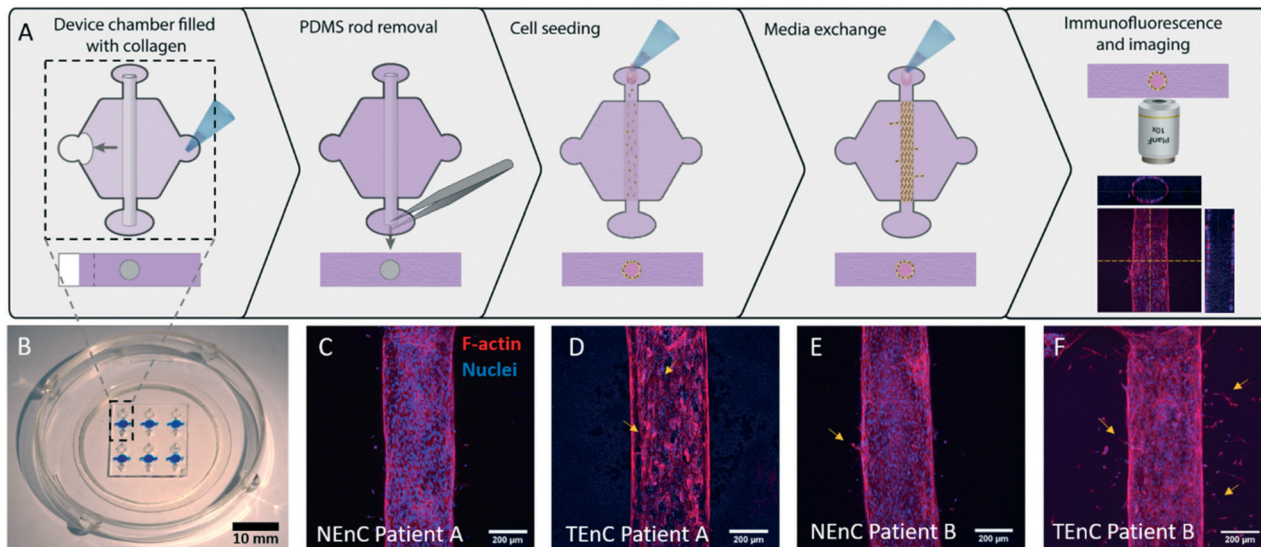 A
Device chamber filled
with collagen
PDMS rod removal
Cell seeding
Media exchange
Immunofluorescence
and imaging
PlanF
10x
B
10 mm
C
F-actin
Nuclei
NEnC Patient A
200 µm
D
TEnC Patient A
200 µm
E
NEnC Patient B
200 µm
F
TEnC Patient B
200 µm